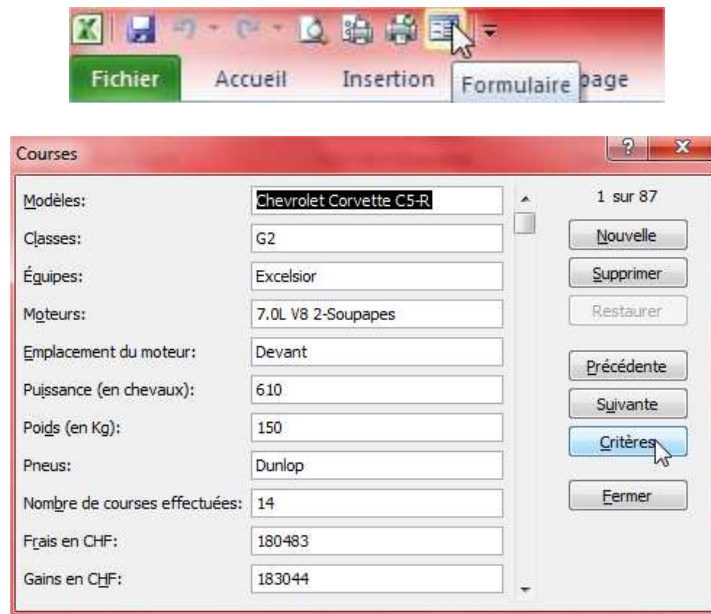 Fichier Accueil Insertion Formulaire page
Courses
1 sur 87
Modèles: Chevrolet Corvette C5-R
Nouvelle
Classes: G2
Supprimer
Équipes: Excelsior
Restaurer
Moteurs: 7.0L V8 2-Soupapes
Emplacement du moteur: Devant
Précédente
Puissance (en chevaux): 610
Suivante
Poids (en Kg): 150
Critères
Pneus: Dunlop
Fermer
Nombre de courses effectuées: 14
Frais en CHF: 180483
Gains en CHF: 183044